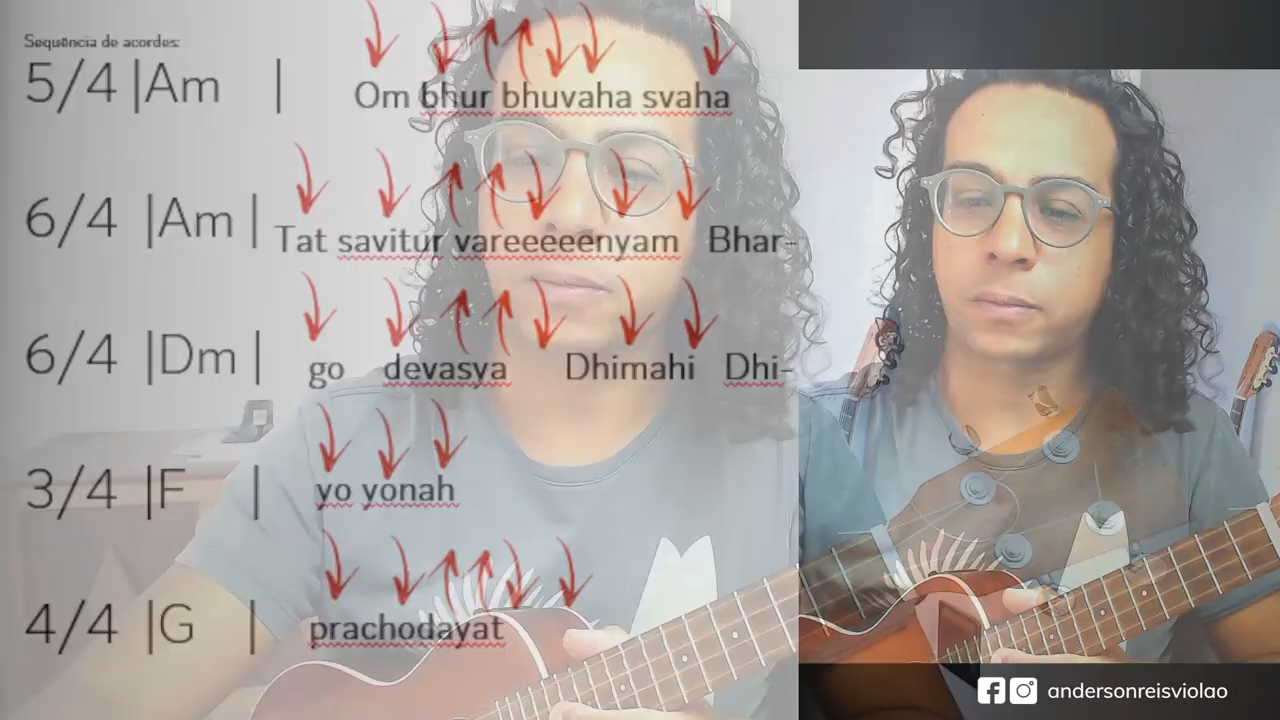 Sequência de acordes:
5/4 |Am | Om bhur bhuvaha svaha
6/4 |Am | Tat savitur vareeeeenyam Bhar-
6/4 |Dm | go devasya Dhimahi Dhi-
3/4 |F | yo yonah
4/4 |G | prachodayat
andersonreisviolao